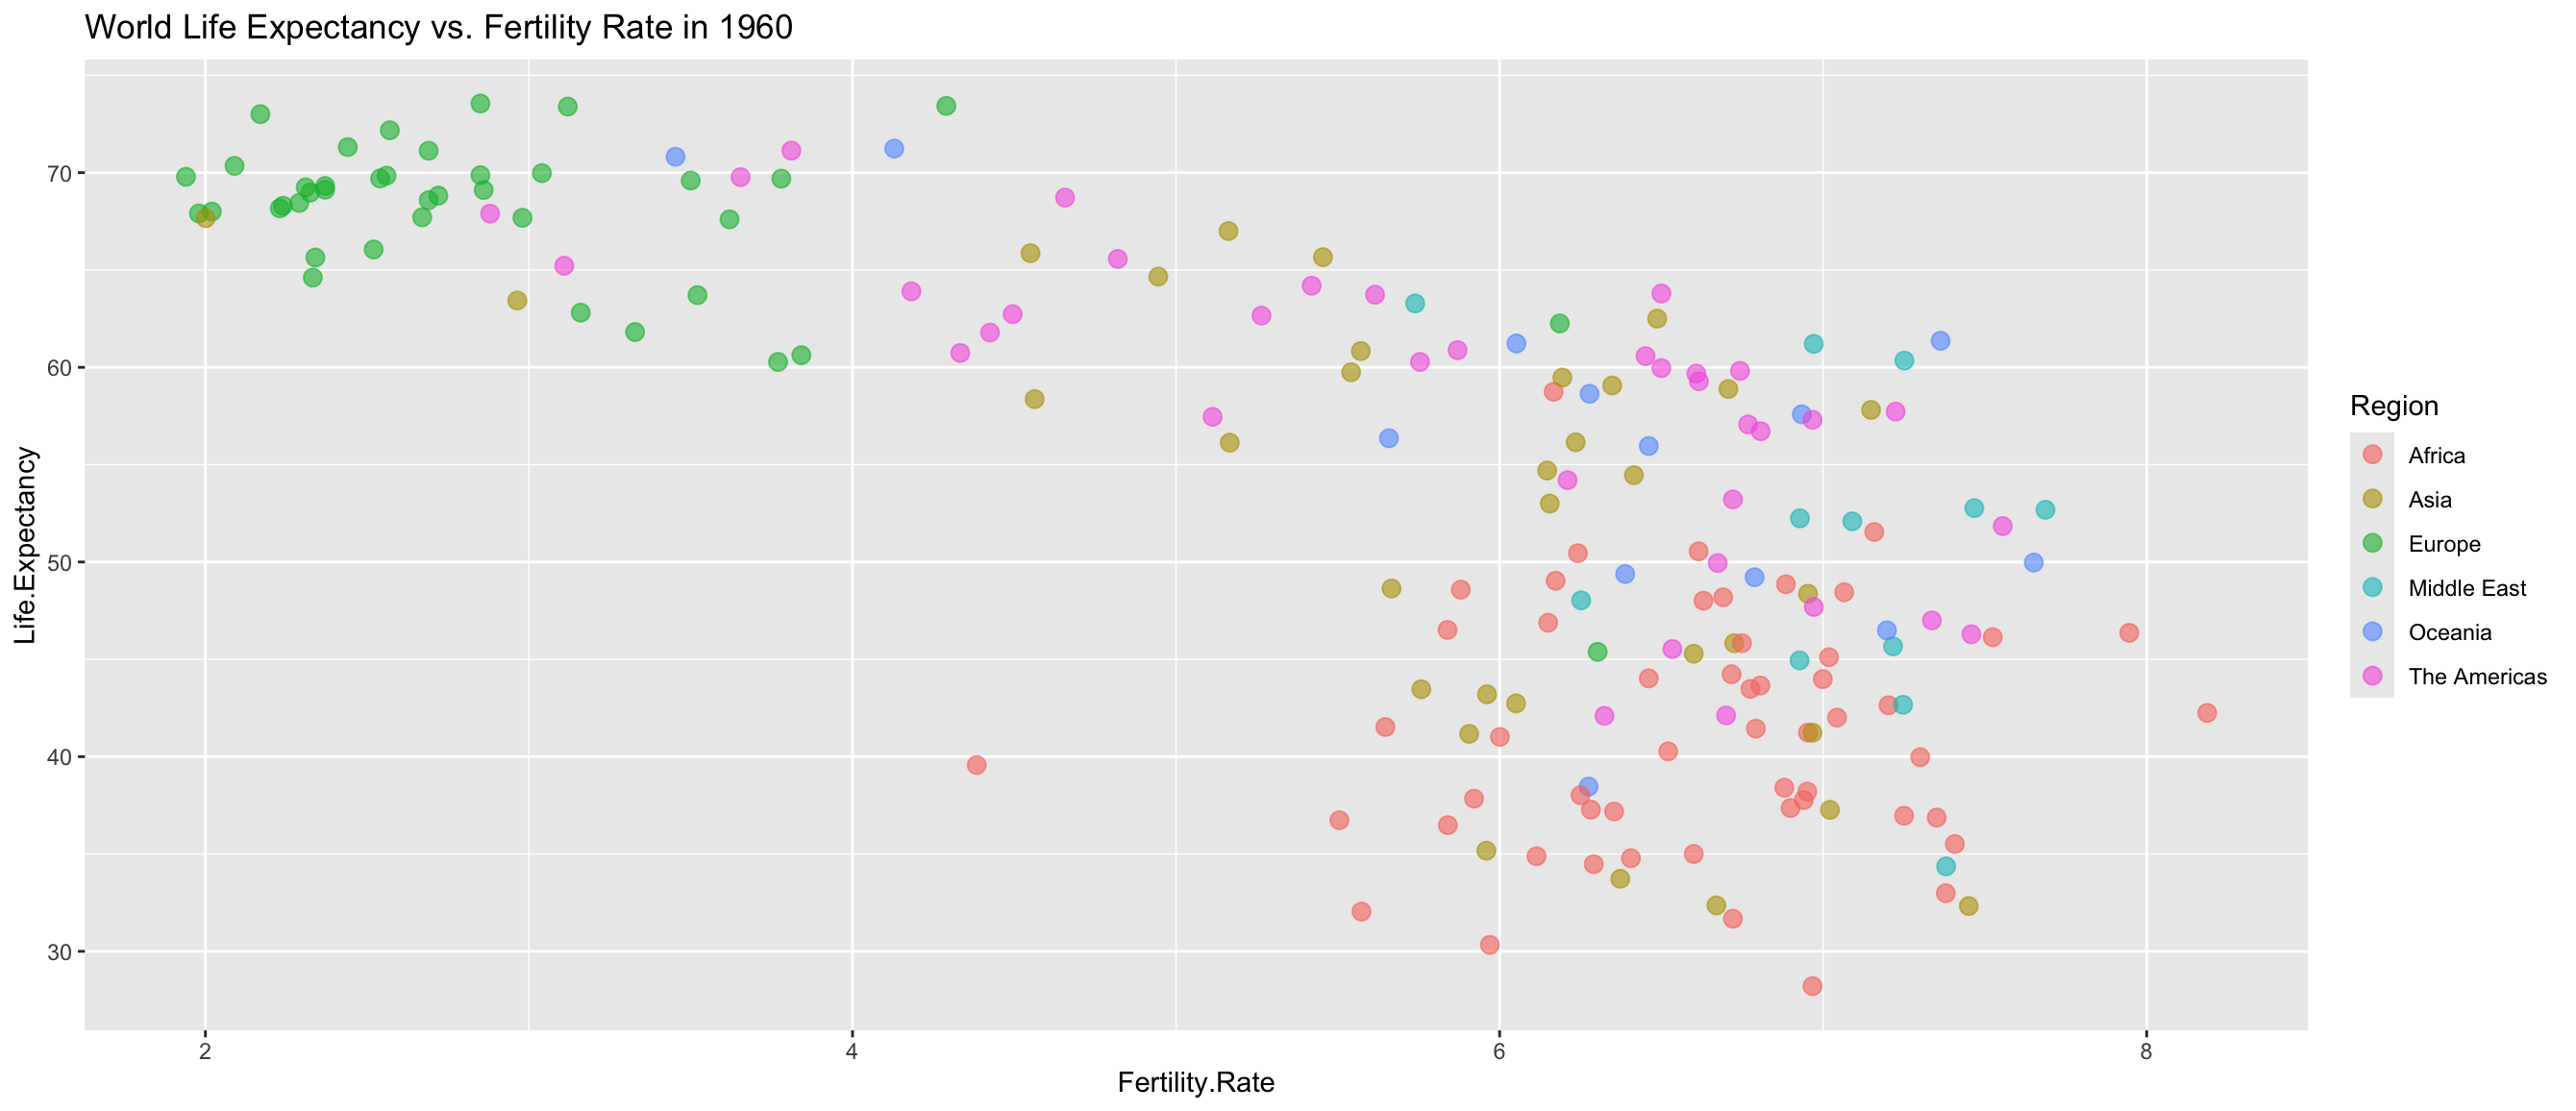 World Life Expectancy vs. Fertility Rate in 1960
Life.Expectancy
70
60
50
40
30
2 4 6 8
Fertility.Rate
Region
Africa
Asia
Europe
Middle East
Oceania
The Americas